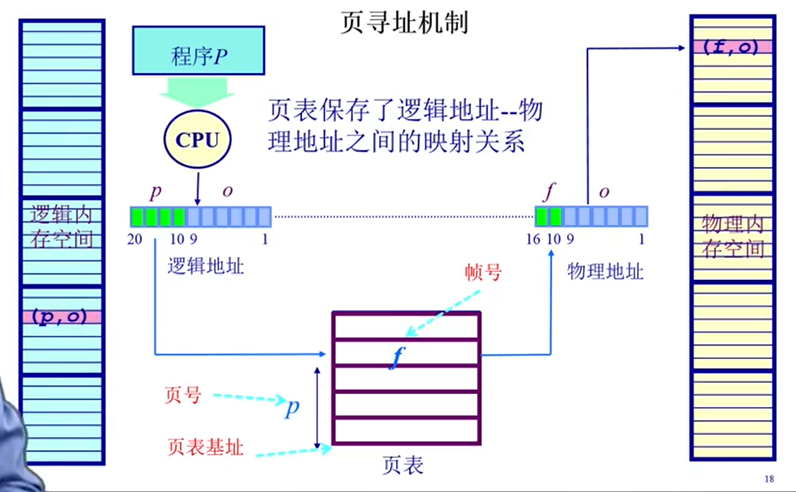 页寻址机制
程序P
CPU
页表保存了逻辑地址--物
理地址之间的映射关系
(f,o)
p o
f o
20 10 9 1
16 10 9 1
逻辑地址
物理地址
逻辑内
存空间
物理内
存空间
(p,o)
帧号
f
页号
p
页表基址
页表
18